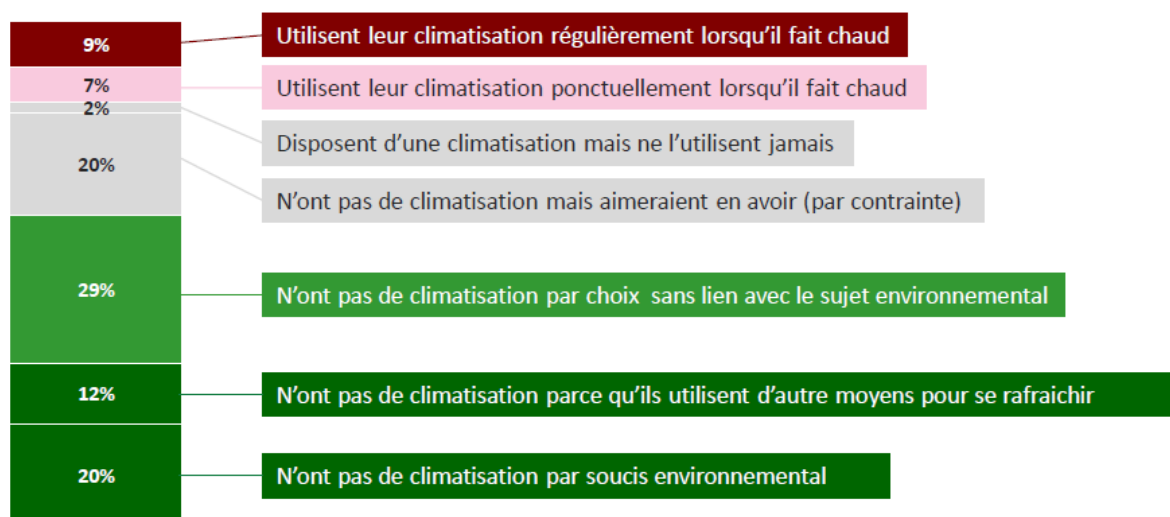 9%
Utilisent leur climatisation régulièrement lorsqu'il fait chaud
7%
Utilisent leur climatisation ponctuellement lorsqu'il fait chaud
2%
Disposent d’une climatisation mais ne l’utilisent jamais
20%
N’ont pas de climatisation mais aimeraient en avoir (par contrainte)
29%
N’ont pas de climatisation par choix  sans lien avec le sujet environnemental
12%
N’ont pas de climatisation parce qu’ils utilisent d’autre moyens pour se rafraichir
20%
N’ont pas de climatisation par soucis environnemental